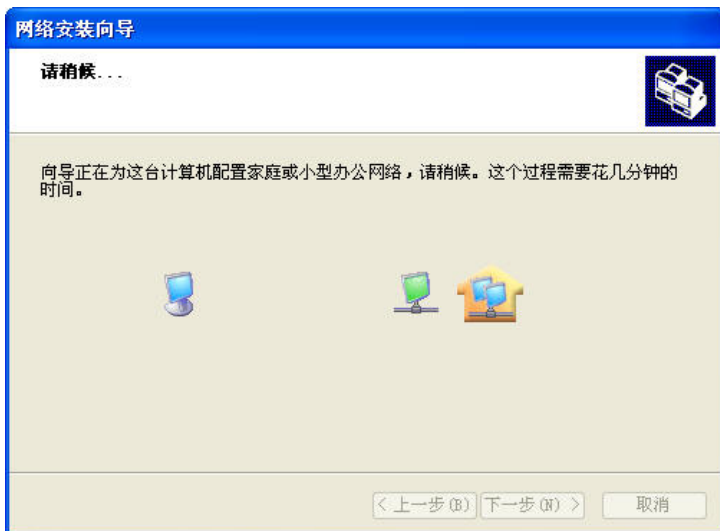 网络安装向导
请稍候...
向导正在为这台计算机配置家庭或小型办公网络，请稍候。这个过程需要花几分钟的
时间。
< 上一步(B) 下一步(N) > 取消